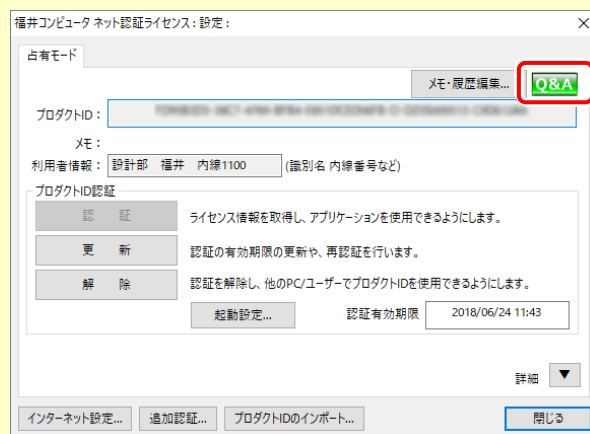 福井コンピュータ ネット認証ライセンス：設定：
占有モード
メモ・履歴編集... Q&A
プロダクトID：
メモ：
利用者情報： 設計部 福井 内線1100 (識別名 内線番号など)
プロダクトID認証
認 証 ライセンス情報を取得し、アプリケーションを使用できるようにします。
更 新 認証の有効期限の更新や、再認証を行います。
解 除 認証を解除し、他のPC/ユーザーでプロダクトIDを使用できるようにします。
起動設定... 認証有効期限 2018/06/24 11:43
詳細 ▼
インターネット設定... 追加認証... プロダクトIDのインポート... 閉じる